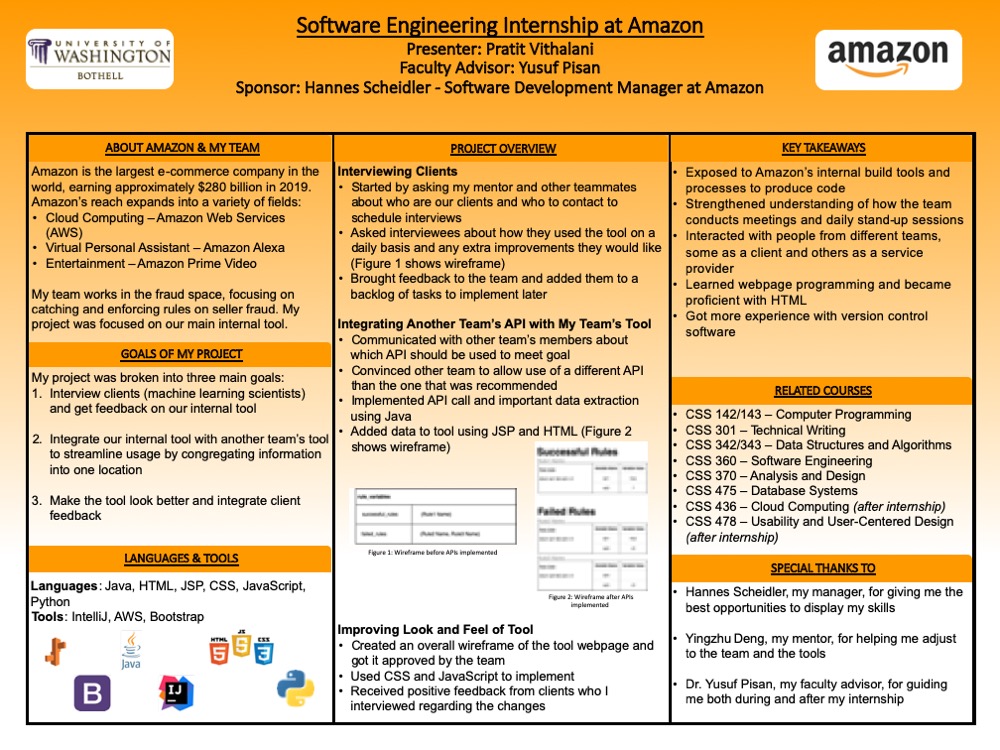 UNIVERSITY OF
WASHINGTON
BOTHELL
Software Engineering Internship at Amazon
Presenter: Pratit Vithalani
Faculty Advisor: Yusuf Pisan
Sponsor: Hannes Scheidler - Software Development Manager at Amazon
amazon
ABOUT AMAZON & MY TEAM
Amazon is the largest e-commerce company in the
world, earning approximately $280 billion in 2019.
Amazon's reach expands into a variety of fields:
• Cloud Computing – Amazon Web Services
(AWS)
• Virtual Personal Assistant – Amazon Alexa
• Entertainment – Amazon Prime Video
My team works in the fraud space, focusing on
catching and enforcing rules on seller fraud. My
project was focused on our main internal tool.
GOALS OF MY PROJECT
My project was broken into three main goals:
1. Interview clients (machine learning scientists)
and get feedback on our internal tool
2. Integrate our internal tool with another team's tool
to streamline usage by congregating information
into one location
3. Make the tool look better and integrate client
feedback
LANGUAGES & TOOLS
Languages: Java, HTML, JSP, CSS, JavaScript,
Python
Tools: IntelliJ, AWS, Bootstrap
Java
HTML
5
JS
5
CSS
3
B
IJ
PROJECT OVERVIEW
Interviewing Clients
• Started by asking my mentor and other teammates
about who are our clients and who to contact to
schedule interviews
• Asked interviewees about how they used the tool on a
daily basis and any extra improvements they would like
(Figure 1 shows wireframe)
• Brought feedback to the team and added them to a
backlog of tasks to implement later
Integrating Another Team's API with My Team's Tool
• Communicated with other team's members about
which API should be used to meet goal
• Convinced other team to allow use of a different API
than the one that was recommended
• Implemented API call and important data extraction
using Java
• Added data to tool using JSP and HTML (Figure 2
shows wireframe)
rule_variables
successful_rules
(Rule1 Name)
failed_rules
(Rule2 Name, Rule3 Name)
Figure 1: Wireframe before APIs implemented
Successful Rules
Failed Rules
Figure 2: Wireframe after APIs
implemented
Improving Look and Feel of Tool
• Created an overall wireframe of the tool webpage and
got it approved by the team
• Used CSS and JavaScript to implement
• Received positive feedback from clients who I
interviewed regarding the changes
KEY TAKEAWAYS
• Exposed to Amazon's internal build tools and
processes to produce code
• Strengthened understanding of how the team
conducts meetings and daily stand-up sessions
• Interacted with people from different teams,
some as a client and others as a service
provider
• Learned webpage programming and became
proficient with HTML
• Got more experience with version control
software
RELATED COURSES
• CSS 142/143 – Computer Programming
• CSS 301 – Technical Writing
• CSS 342/343 – Data Structures and Algorithms
• CSS 360 – Software Engineering
• CSS 370 – Analysis and Design
• CSS 475 – Database Systems
• CSS 436 – Cloud Computing (after internship)
• CSS 478 – Usability and User-Centered Design
(after internship)
SPECIAL THANKS TO
• Hannes Scheidler, my manager, for giving me the
best opportunities to display my skills
• Yingzhu Deng, my mentor, for helping me adjust
to the team and the tools
• Dr. Yusuf Pisan, my faculty advisor, for guiding
me both during and after my internship